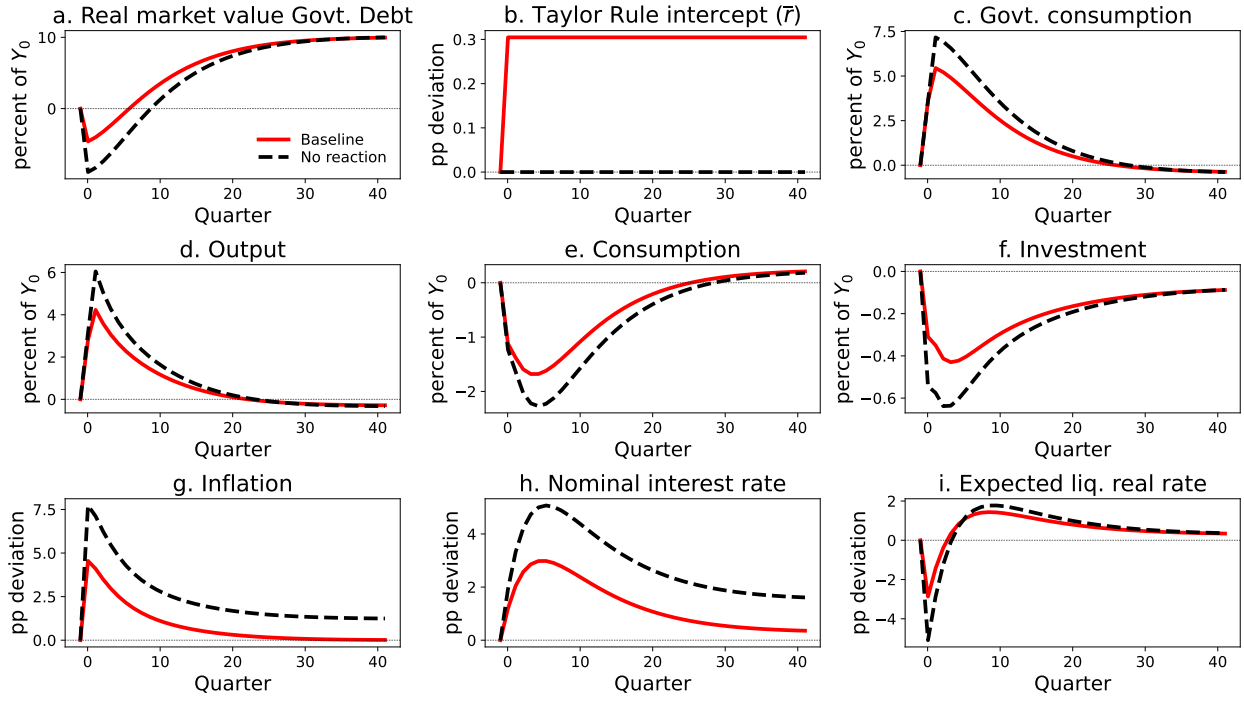 a. Real market value Govt. Debt
percent of Y₀
10
0
−10
Baseline
No reaction
0
10
20
30
40
Quarter
b. Taylor Rule intercept (r̅)
pp deviation
0.3
0.2
0.1
0.0
0
10
20
30
40
Quarter
c. Govt. consumption
percent of Y₀
7.5
5.0
2.5
0.0
0
10
20
30
40
Quarter
d. Output
percent of Y₀
6
4
2
0
0
10
20
30
40
Quarter
e. Consumption
percent of Y₀
0
−1
−2
0
10
20
30
40
Quarter
f. Investment
percent of Y₀
0.0
−0.2
−0.4
−0.6
0
10
20
30
40
Quarter
g. Inflation
pp deviation
7.5
5.0
2.5
0.0
0
10
20
30
40
Quarter
h. Nominal interest rate
pp deviation
4
2
0
0
10
20
30
40
Quarter
i. Expected liq. real rate
pp deviation
2
0
−2
−4
0
10
20
30
40
Quarter